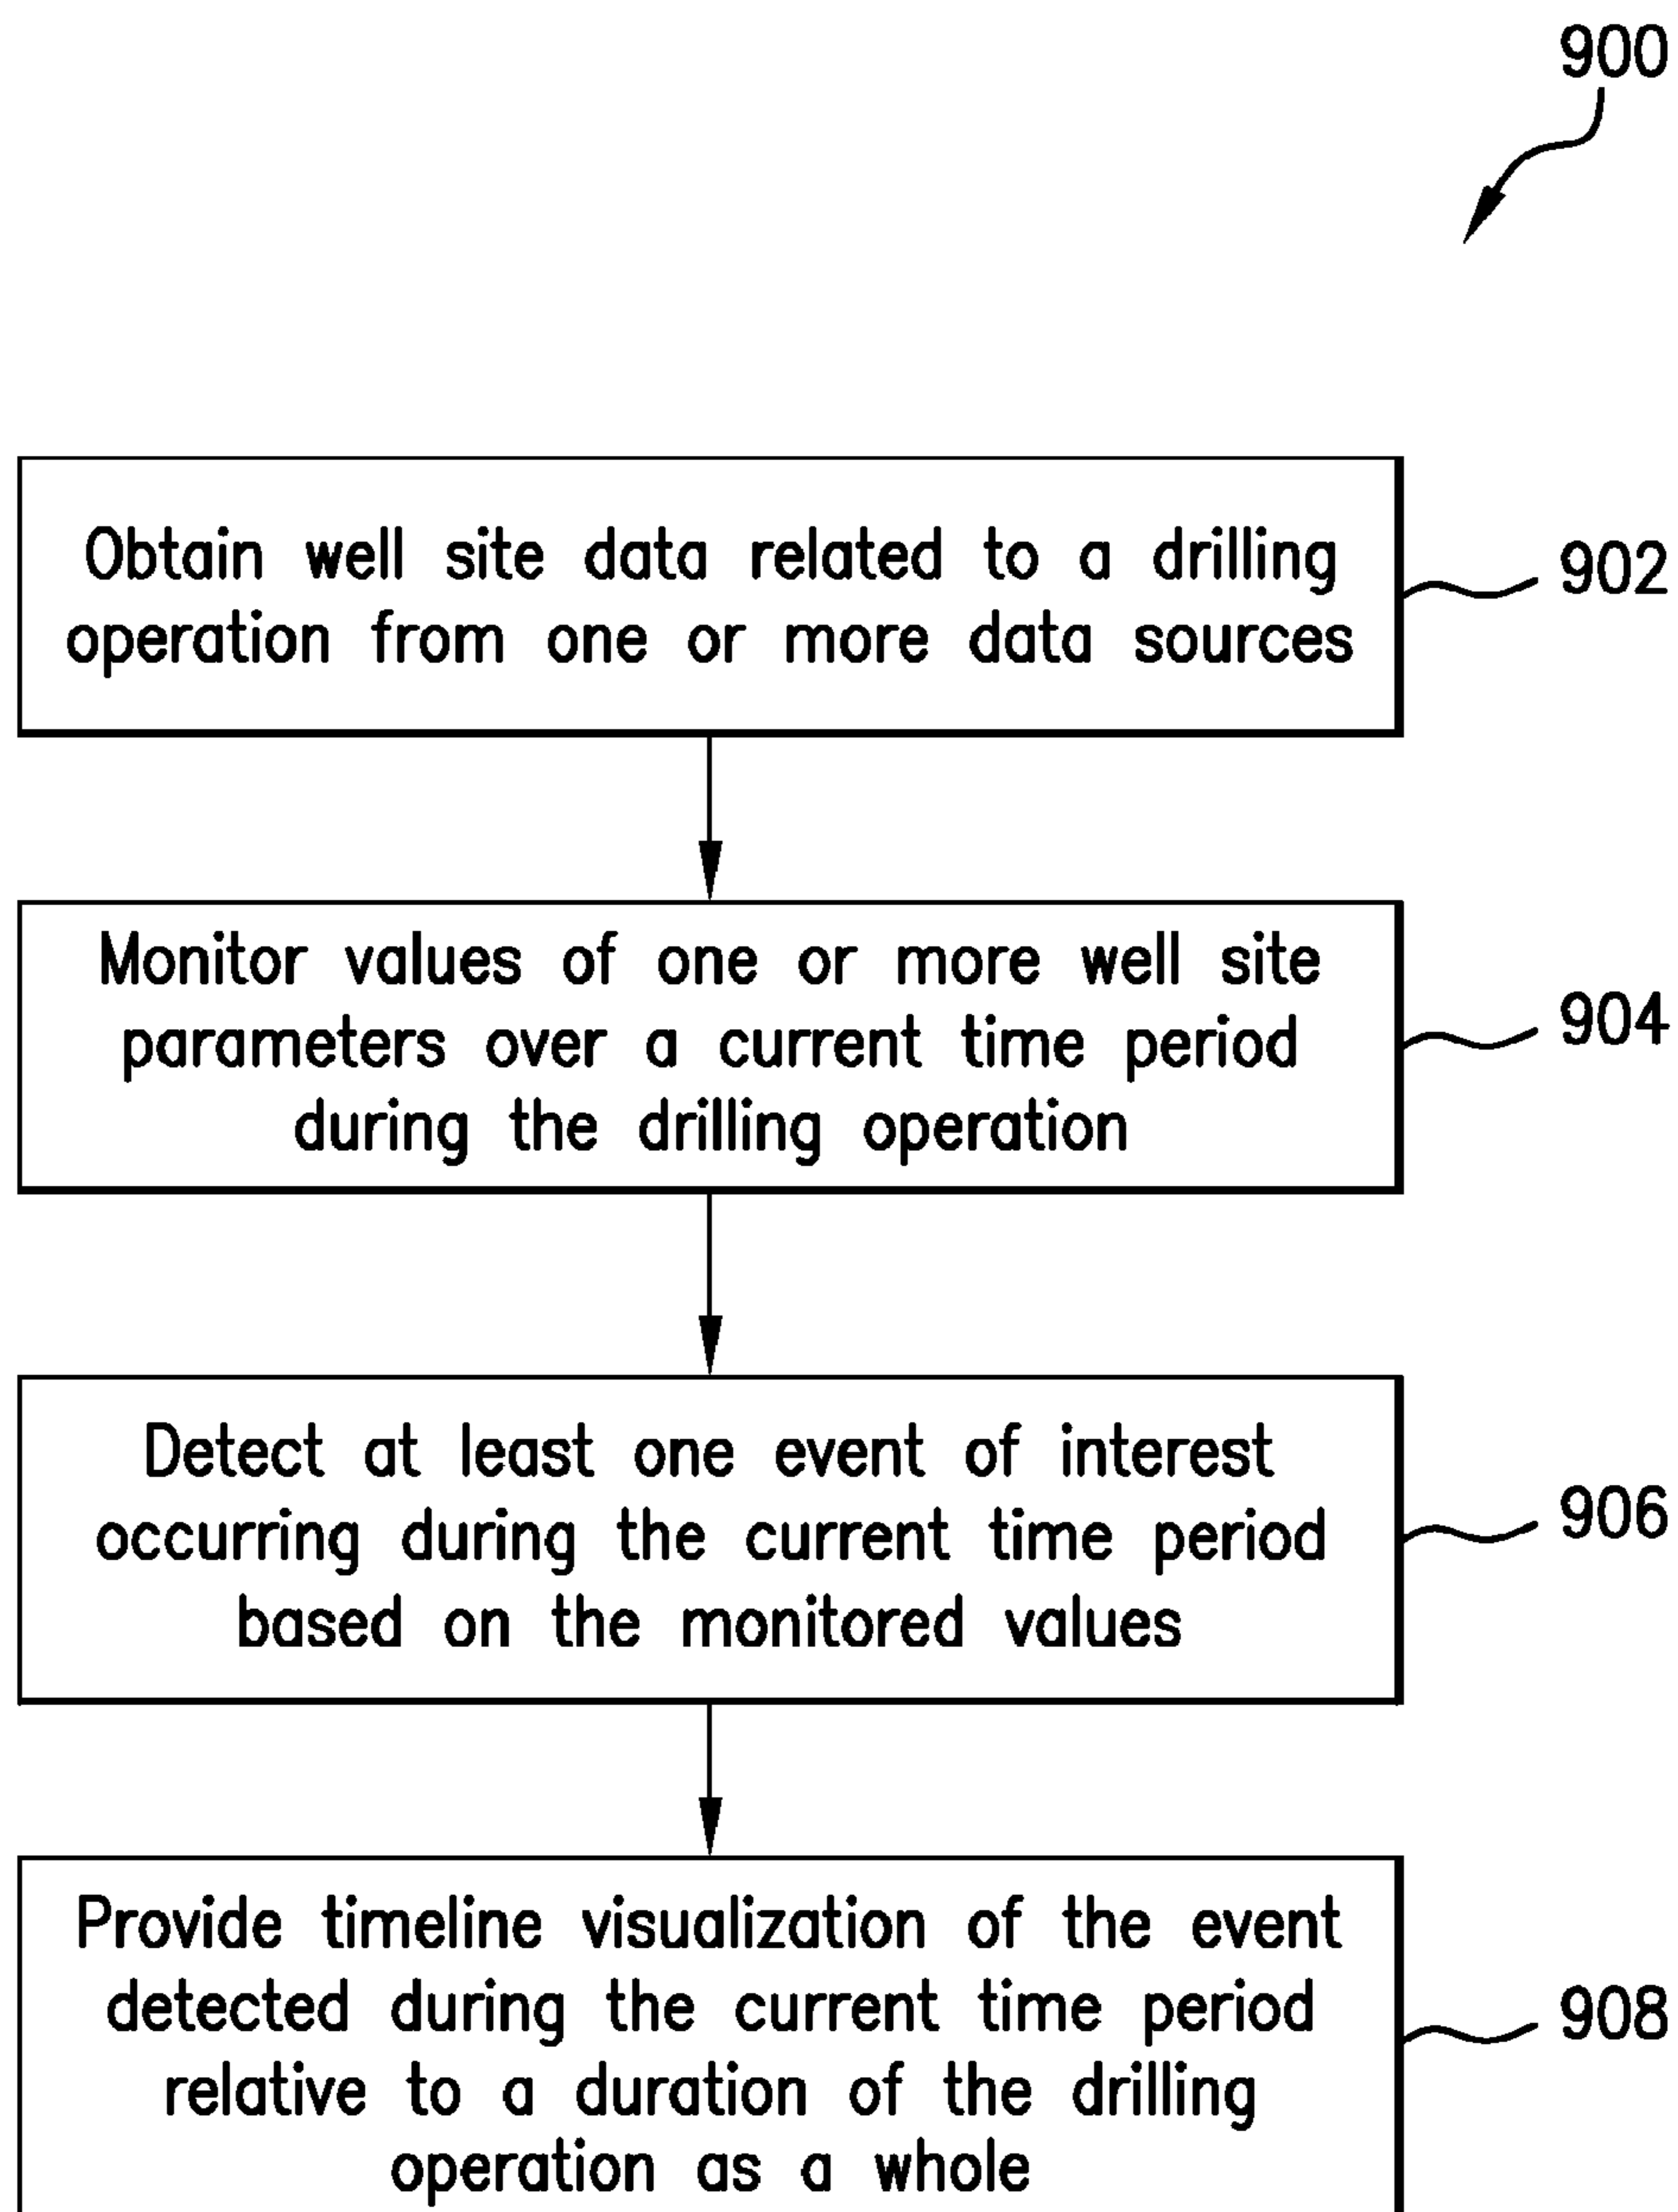 900
Obtain well site data related to a drilling
operation from one or more data sources
902
Monitor values of one or more well site
parameters over a current time period
during the drilling operation
904
Detect at least one event of interest
occurring during the current time period
based on the monitored values
906
Provide timeline visualization of the event
detected during the current time period
relative to a duration of the drilling
operation as a whole
908